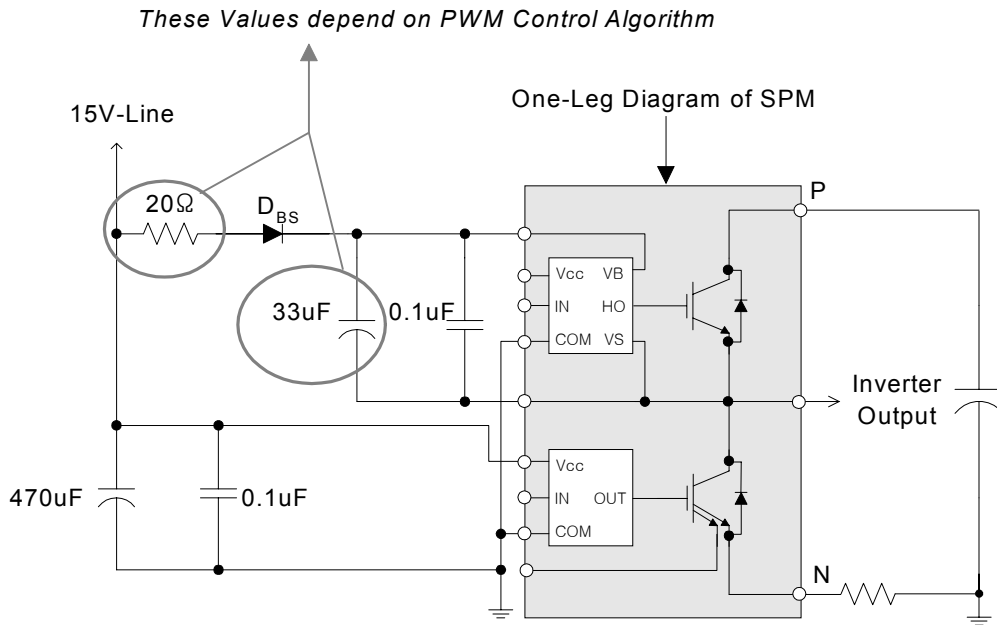 These Values depend on PWM Control Algorithm
One-Leg Diagram of SPM
15V-Line
P
20Ω
DBS
33uF
0.1uF
Vcc
VB
IN
HO
COM
VS
Inverter
Output
Vcc
IN
OUT
COM
470uF
0.1uF
N